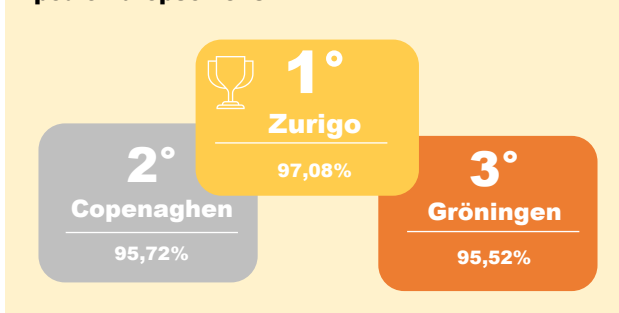 1°
Zurigo
97,08%
2°
Copenaghen
95,72%
3°
Gröningen
95,52%